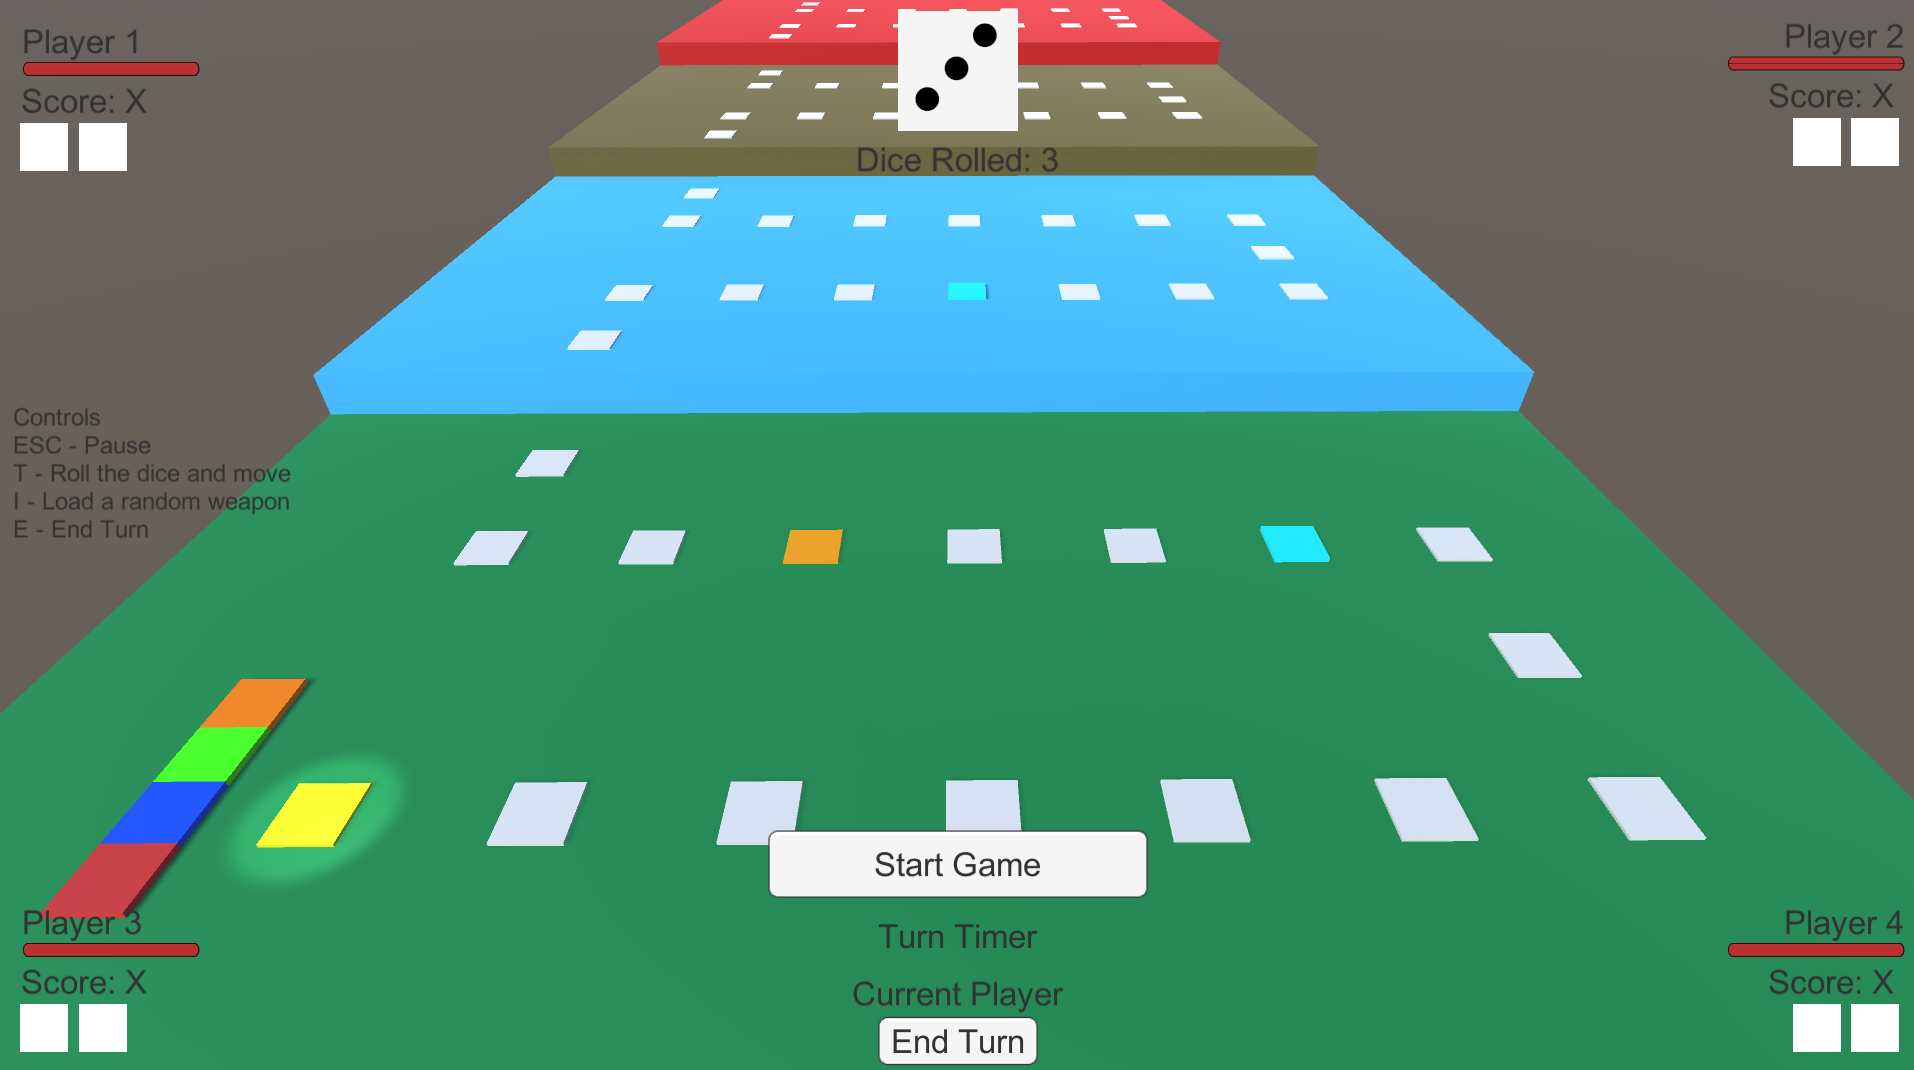 Player 1
Score: X
Player 2
Score: X
Dice Rolled: 3
Controls
ESC - Pause
T - Roll the dice and move
I - Load a random weapon
E - End Turn
Start Game
Turn Timer
Current Player
End Turn
Player 3
Score: X
Player 4
Score: X